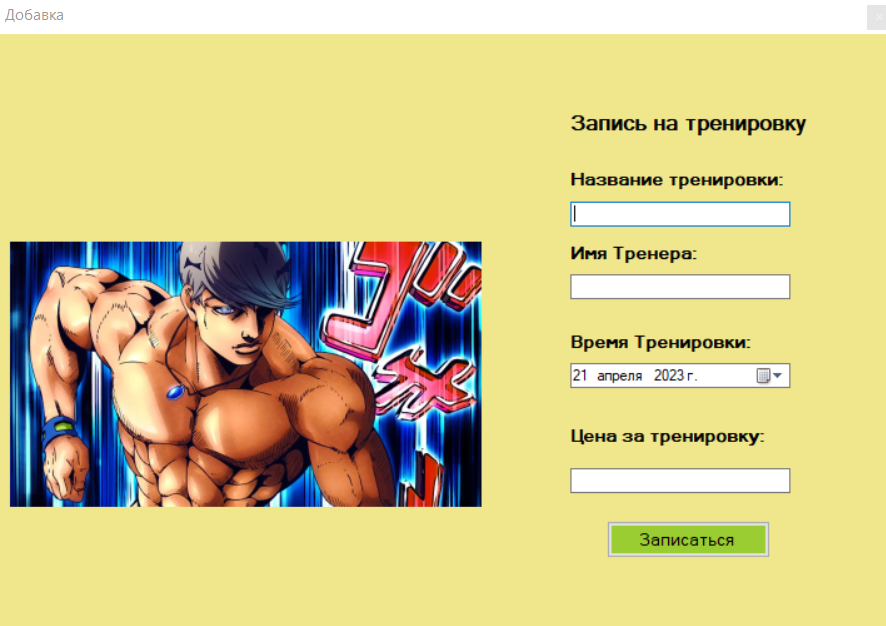 Добавка
Запись на тренировку
Название тренировки:
Имя Тренера:
Время Тренировки:
21 апреля 2023 г.
Цена за тренировку:
Записаться